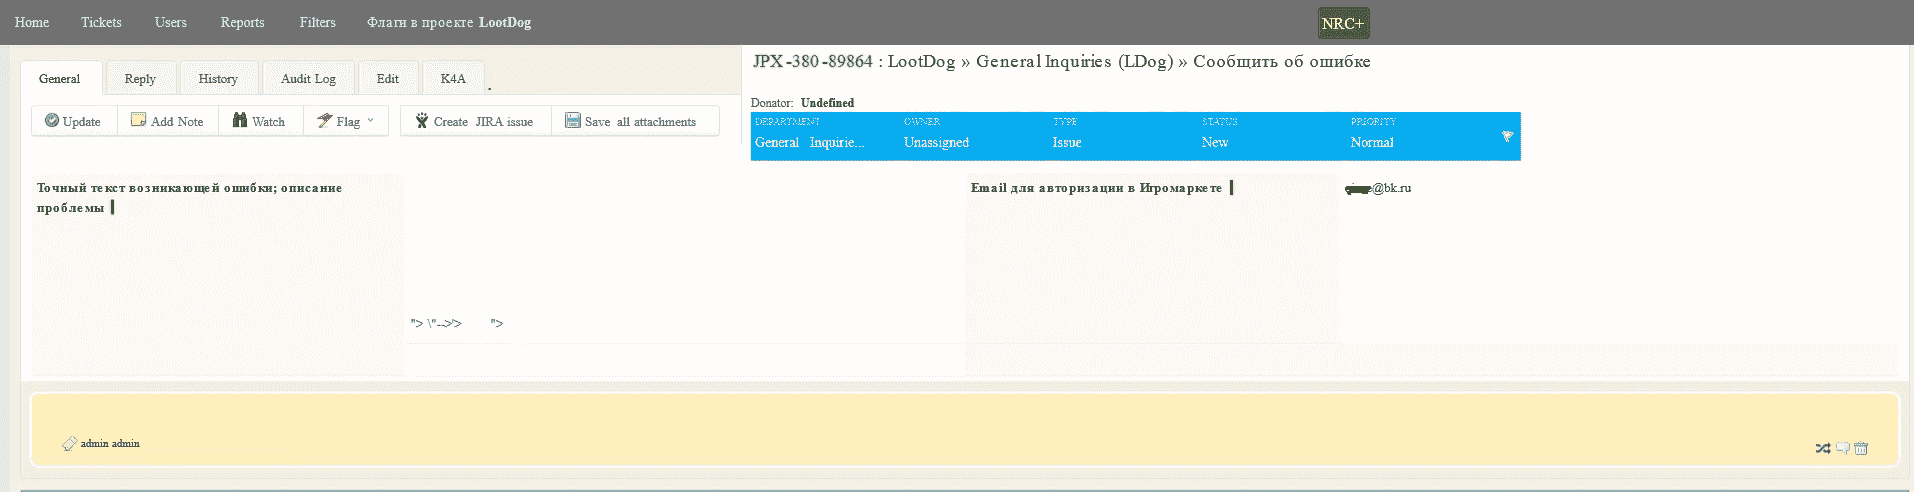 Home Tickets Users Reports Filters Флаги в проекте LootDog NRC+
General Reply History Audit Log Edit K4A .
JPX-380-89864 : LootDog » General Inquiries (LDog) » Сообщить об ошибке
Update Add Note Watch Flag Create JIRA issue Save all attachments
Donator: Undefined
DEPARTMENT OWNER TYPE STATUS PRIORITY
General Inquirie... Unassigned Issue New Normal
Точный текст возникающей ошибки; описание
проблемы
Email для авторизации в Игромаркете
@bk.ru
"> \"-->'> ">
admin admin